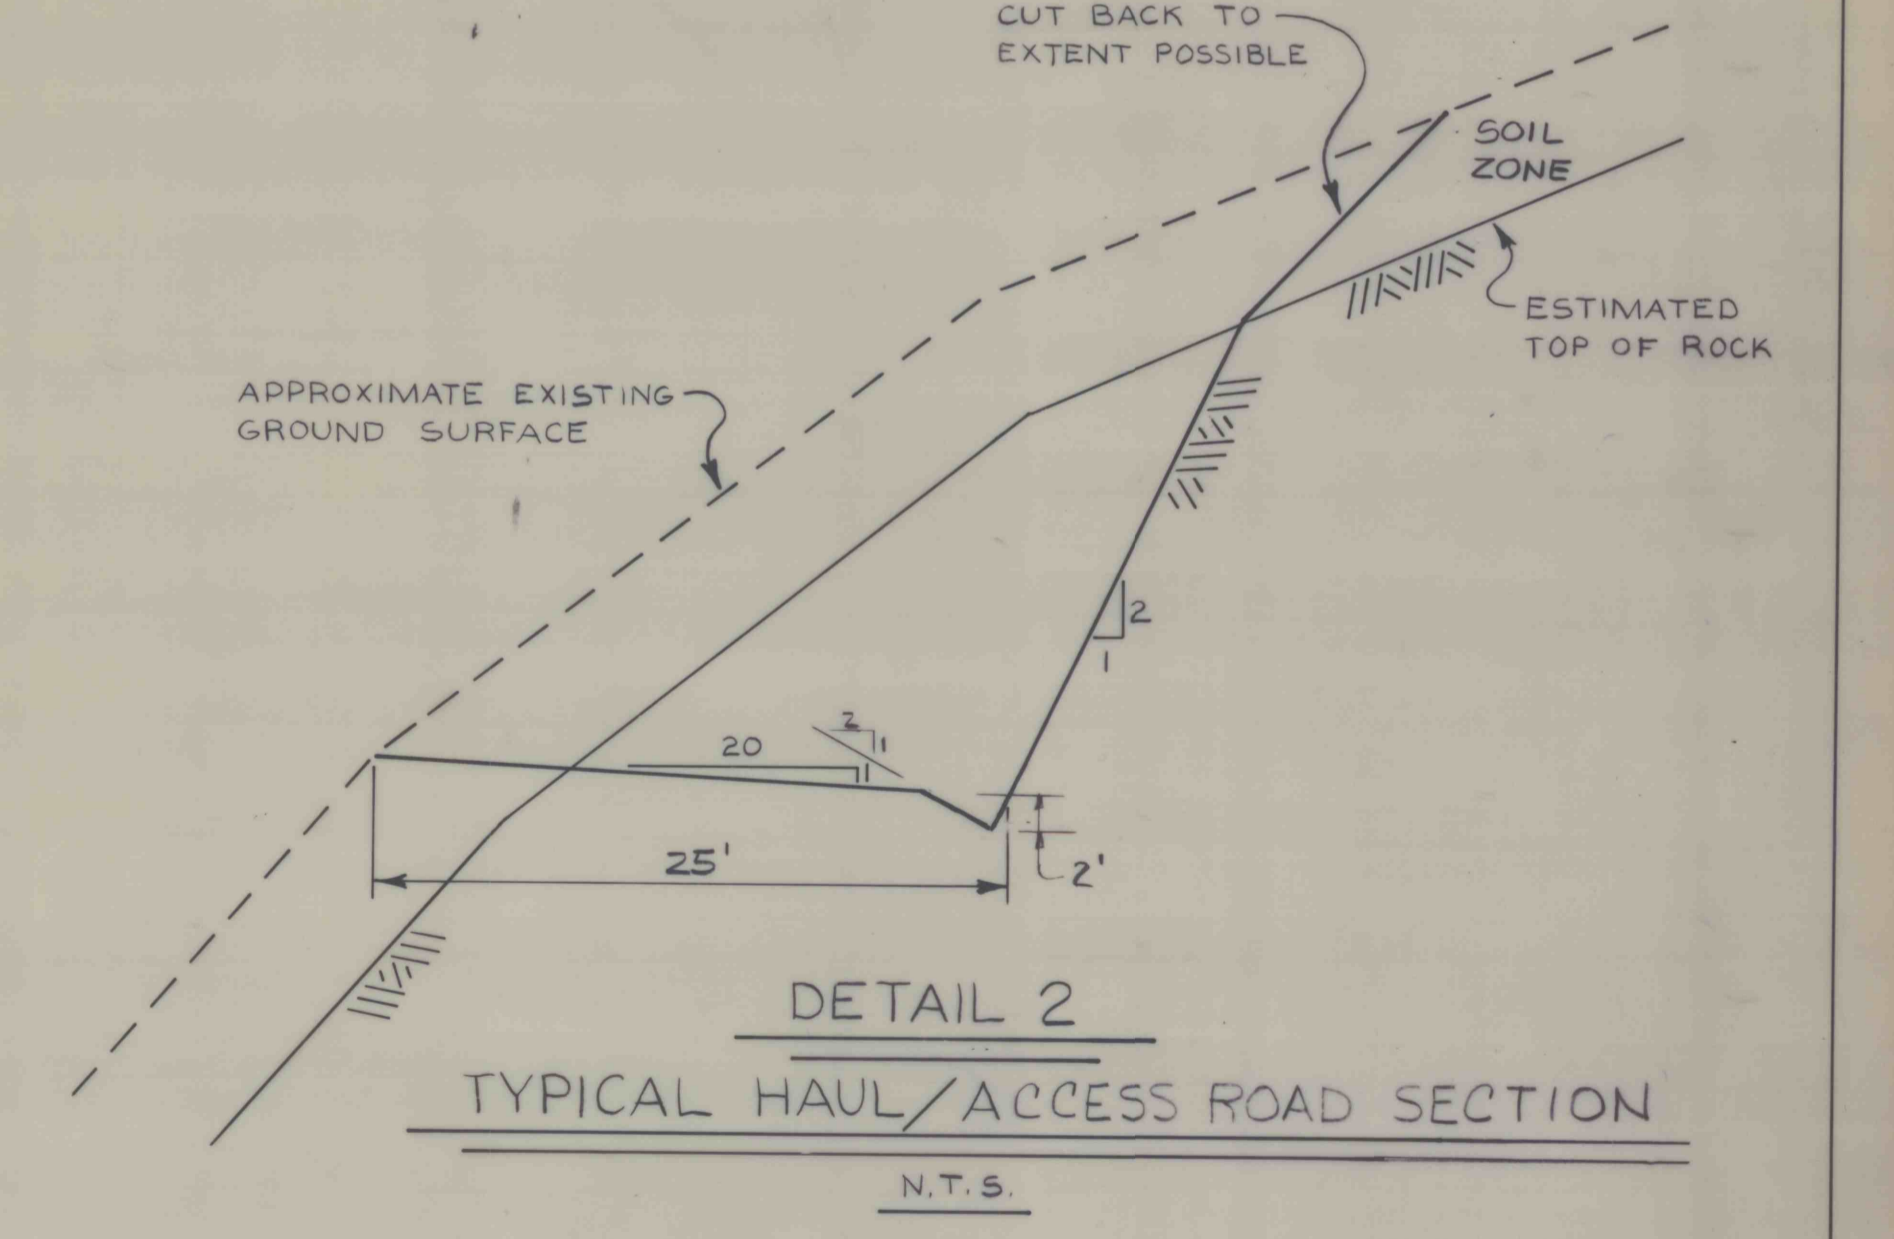 CUT BACK TO
EXTENT POSSIBLE
SOIL
ZONE
ESTIMATED
TOP OF ROCK
APPROXIMATE EXISTING
GROUND SURFACE
2
1
2
1
20
1
25'
2'
DETAIL 2
TYPICAL HAUL/ACCESS ROAD SECTION
N.T.S.